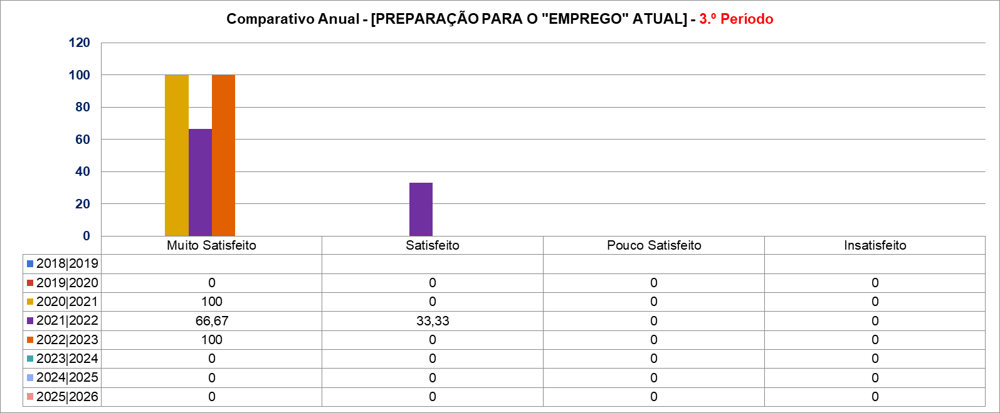 Comparativo Anual - [PREPARAÇÃO PARA O "EMPREGO" ATUAL] - 3.º Período
120
100
80
60
40
20
0
Muito Satisfeito Satisfeito Pouco Satisfeito Insatisfeito
2018|2019
2019|2020 0 0 0 0
2020|2021 100 0 0 0
2021|2022 66,67 33,33 0 0
2022|2023 100 0 0 0
2023|2024 0 0 0 0
2024|2025 0 0 0 0
2025|2026 0 0 0 0